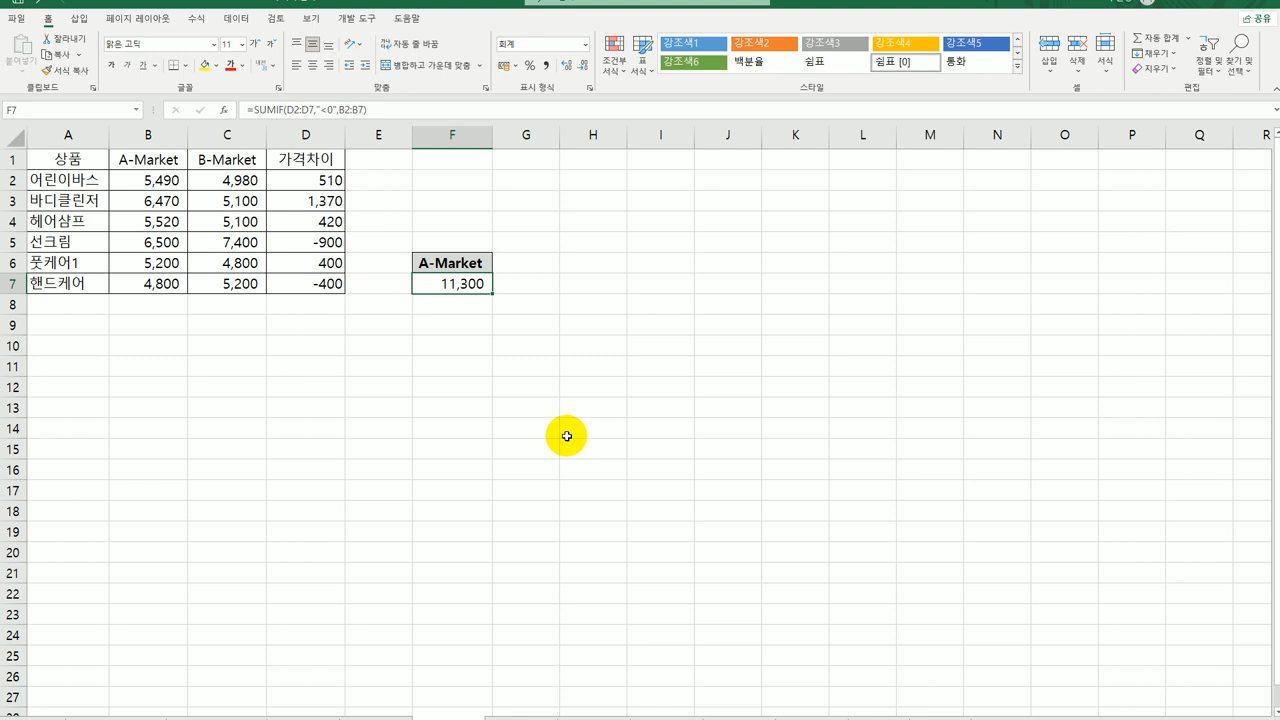 파일 홈 삽입 페이지 레이아웃 수식 데이터 검토 보기 개발 도구 도움말 공유
붙여넣기 잘라내기 복사 서식 복사
맑은 고딕 11 가 가
가 가 가
자동 줄 바꿈
병합하고 가운데 맞춤
회계
%
조건부 서식 표 서식
강조색1 강조색2 강조색3 강조색4 강조색5
강조색6 백분율 쉼표 쉼표 [0] 통화
삽입 삭제 서식
자동 합계
채우기
지우기
정렬 및 필터 찾기 및 선택
클립보드 글꼴 맞춤 표시 형식 스타일 셀 편집
F7 fx =SUMIF(D2:D7,"<0",B2:B7)
A B C D E F G H I J K L M N O P Q R
1 상품 A-Market B-Market 가격차이
2 어린이바스 5,490 4,980 510
3 바디클린저 6,470 5,100 1,370
4 헤어샴프 5,520 5,100 420
5 선크림 6,500 7,400 -900
6 풋케어1 5,200 4,800 400 A-Market
7 핸드케어 4,800 5,200 -400 11,300
8
9
10
11
12
13
14
15
16
17
18
19
20
21
22
23
24
25
26
27